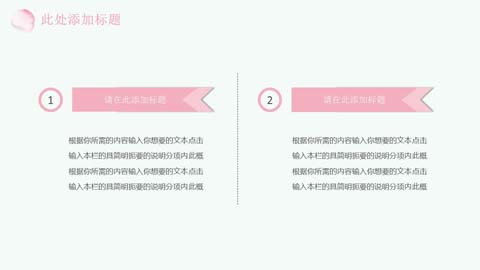 此处添加标题
1
请在此添加标题
根据你所需的内容输入你想要的文本点击
输入本栏的具简明扼要的说明分项内此概
根据你所需的内容输入你想要的文本点击
输入本栏的具简明扼要的说明分项内此概
2
请在此添加标题
根据你所需的内容输入你想要的文本点击
输入本栏的具简明扼要的说明分项内此概
根据你所需的内容输入你想要的文本点击
输入本栏的具简明扼要的说明分项内此概